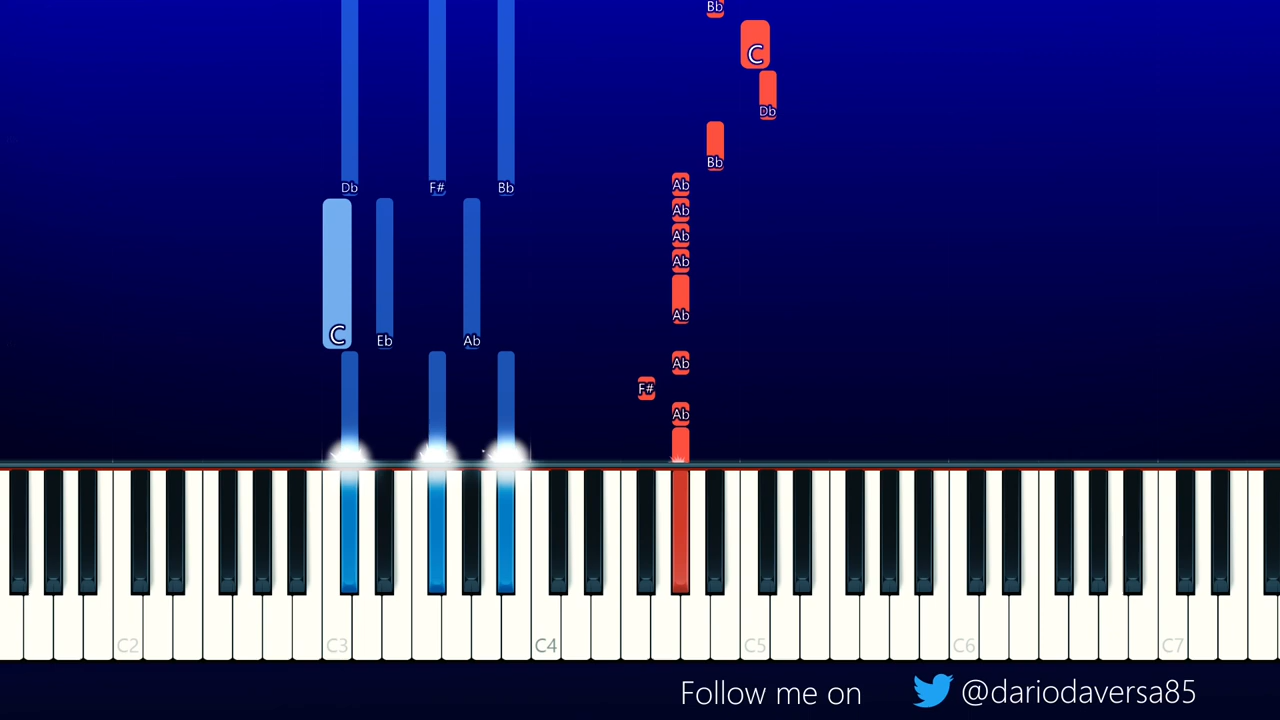 Bb
C
Db
Bb
Db F# Bb Ab
Ab
Ab
Ab
C Eb Ab Ab
Ab
F#
Ab
C2 C3 C4 C5 C6 C7
Follow me on @dariodaversa85